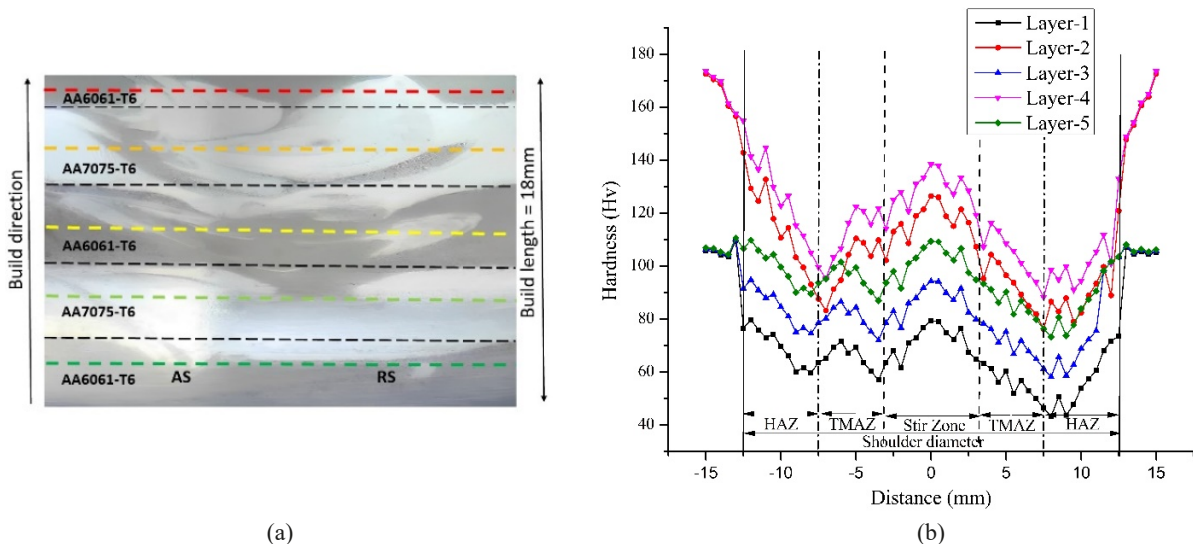 Build direction
AA6061-T6
AA7075-T6
AA6061-T6
AA7075-T6
AA6061-T6
AS
RS
Build length = 18mm
(a)
Layer-1
Layer-2
Layer-3
Layer-4
Layer-5
Hardness (Hv)
180
160
140
120
100
80
60
40
HAZ
TMAZ
Stir Zone
TMAZ
HAZ
Shoulder diameter
-15
-10
-5
0
5
10
15
Distance (mm)
(b)